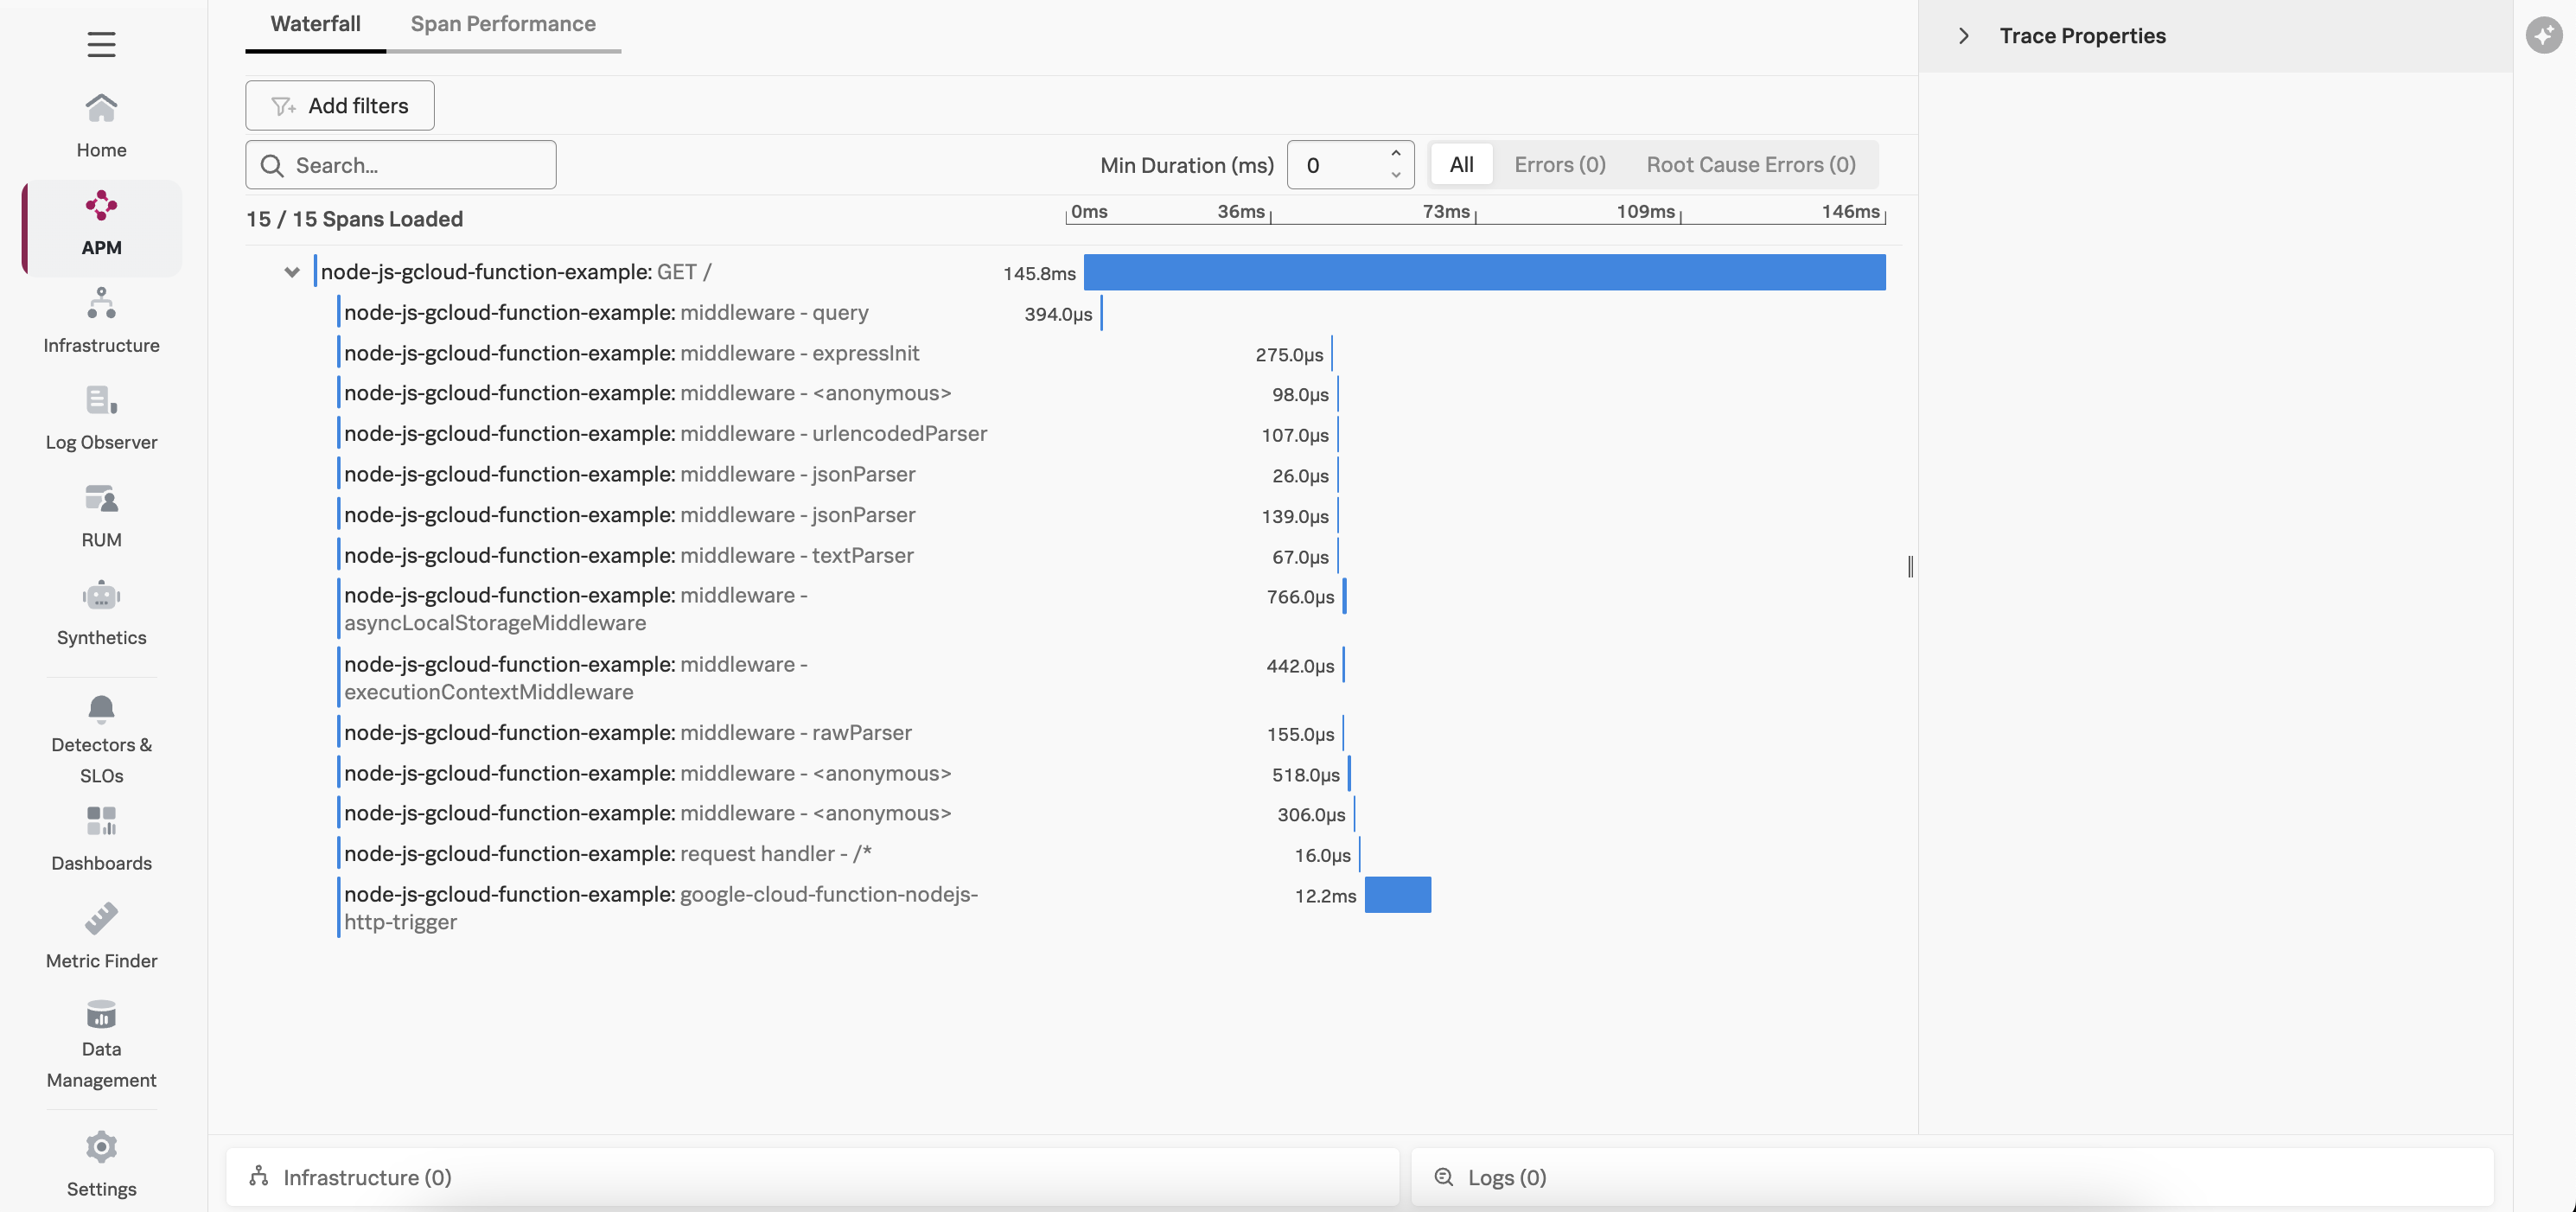 Waterfall
Span Performance
Trace Properties
Add filters
Search...
Min Duration (ms)
0
All
Errors (0)
Root Cause Errors (0)
15 / 15 Spans Loaded
0ms
36ms
73ms
109ms
146ms
node-js-gcloud-function-example: GET /
145.8ms
node-js-gcloud-function-example: middleware - query
394.0µs
node-js-gcloud-function-example: middleware - expressInit
275.0µs
node-js-gcloud-function-example: middleware - <anonymous>
98.0µs
node-js-gcloud-function-example: middleware - urlencodedParser
107.0µs
node-js-gcloud-function-example: middleware - jsonParser
26.0µs
node-js-gcloud-function-example: middleware - jsonParser
139.0µs
node-js-gcloud-function-example: middleware - textParser
67.0µs
node-js-gcloud-function-example: middleware -
asyncLocalStorageMiddleware
766.0µs
node-js-gcloud-function-example: middleware -
executionContextMiddleware
442.0µs
node-js-gcloud-function-example: middleware - rawParser
155.0µs
node-js-gcloud-function-example: middleware - <anonymous>
518.0µs
node-js-gcloud-function-example: middleware - <anonymous>
306.0µs
node-js-gcloud-function-example: request handler - /*
16.0µs
node-js-gcloud-function-example: google-cloud-function-nodejs-
http-trigger
12.2ms
Home
APM
Infrastructure
Log Observer
RUM
Synthetics
Detectors &
SLOs
Dashboards
Metric Finder
Data
Management
Settings
Infrastructure (0)
Logs (0)